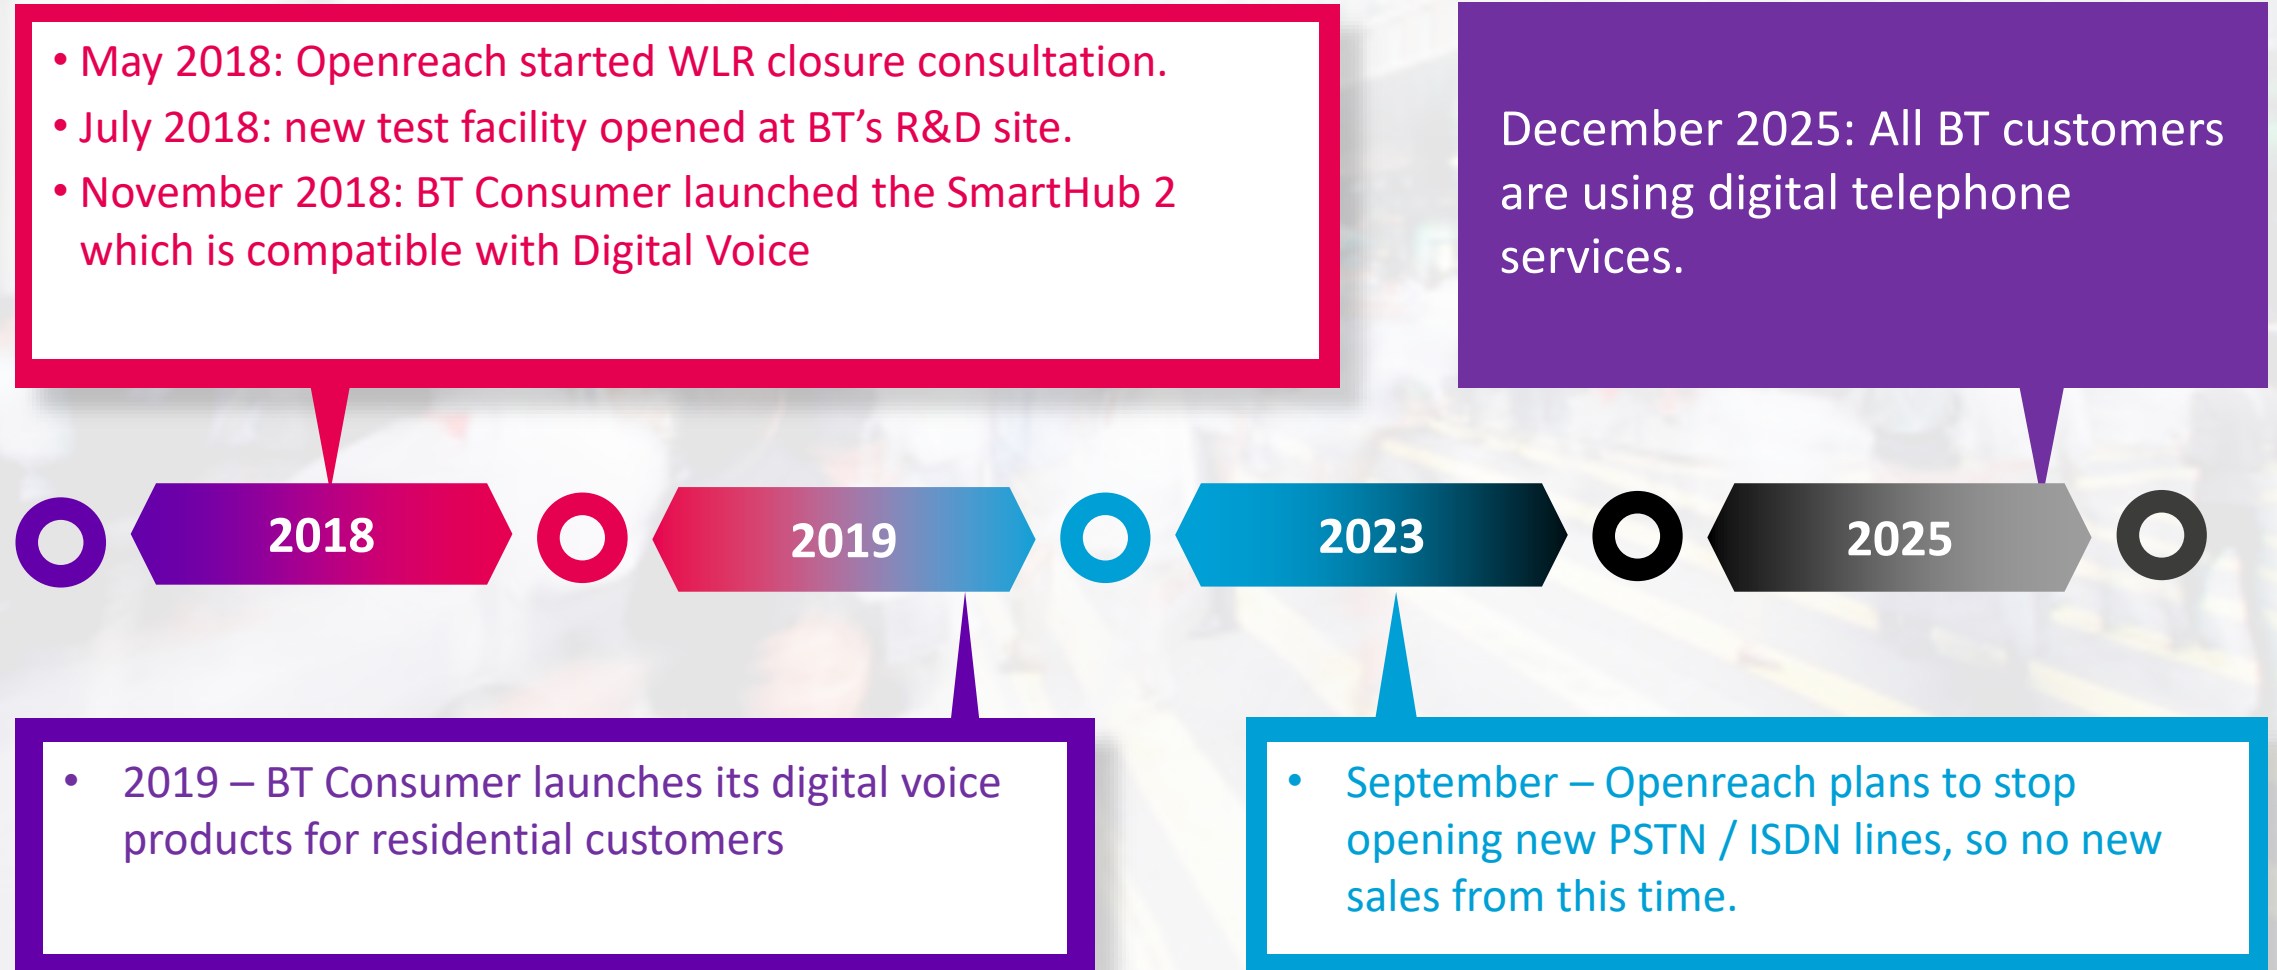 • May 2018: Openreach started WLR closure consultation.
• July 2018: new test facility opened at BT’s R&D site.
• November 2018: BT Consumer launched the SmartHub 2
which is compatible with Digital Voice
December 2025: All BT customers
are using digital telephone
services.
2018
2019
2023
2025
• 2019 – BT Consumer launches its digital voice
products for residential customers
• September – Openreach plans to stop
opening new PSTN / ISDN lines, so no new
sales from this time.